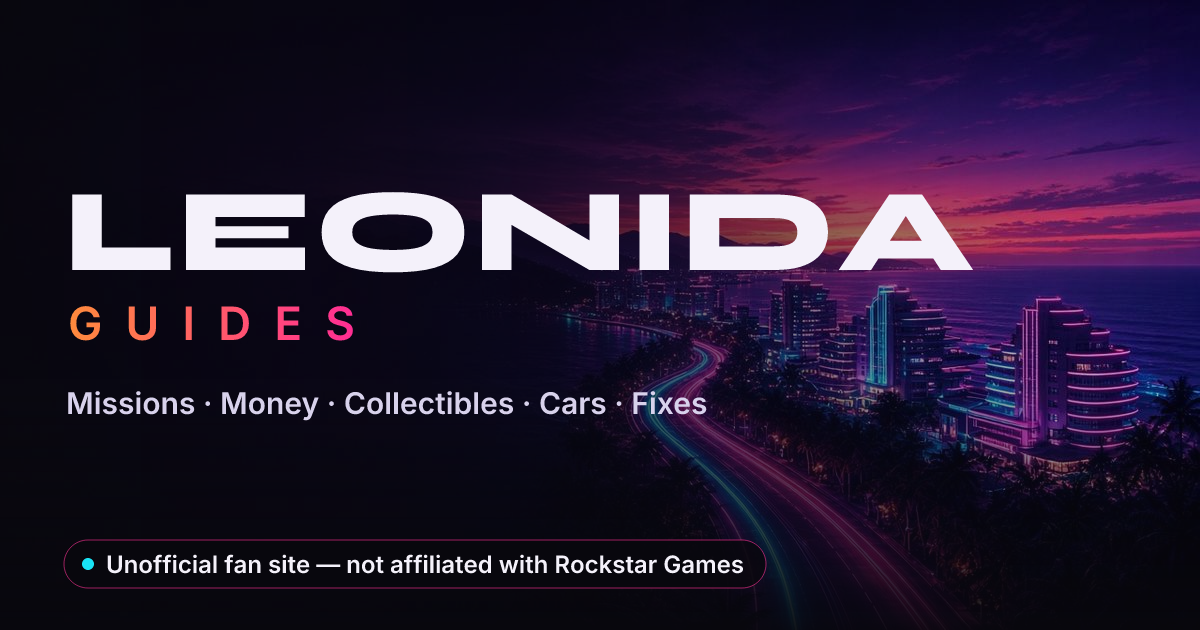 LEONIDA
GUIDES
Missions · Money · Collectibles · Cars · Fixes
Unofficial fan site — not affiliated with Rockstar Games